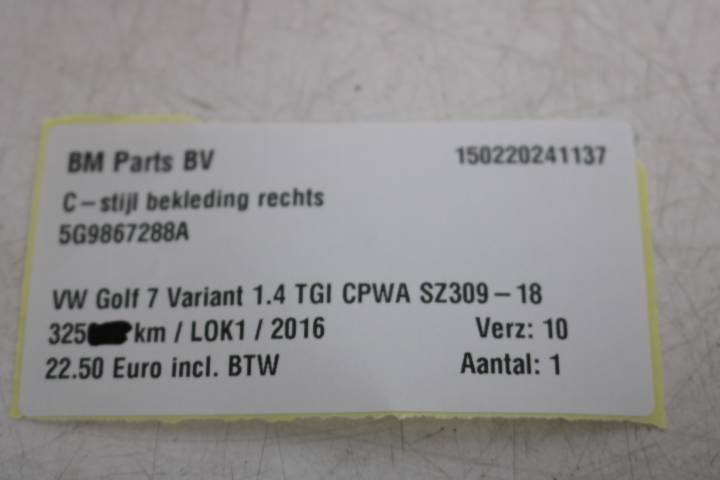 BM Parts BV 150220241137
C-stijl bekleding rechts
5G9867288A
VW Golf 7 Variant 1.4 TGI CPWA SZ309-18
325 km / LOK1 / 2016 Verz: 10
22.50 Euro incl. BTW Aantal: 1